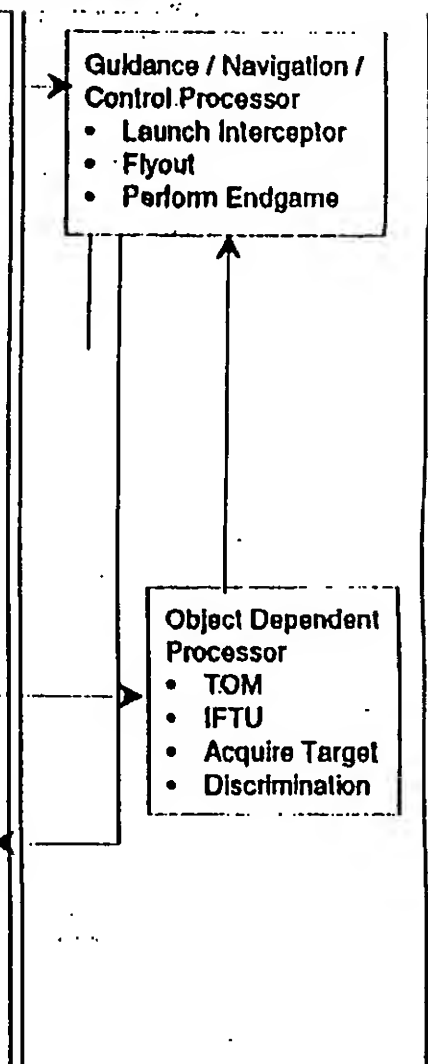 Guidance / Navigation /
Control Processor
• Launch Interceptor
• Flyout
• Perform Endgame
Object Dependent
Processor
• TOM
• IFTU
• Acquire Target
• Discrimination